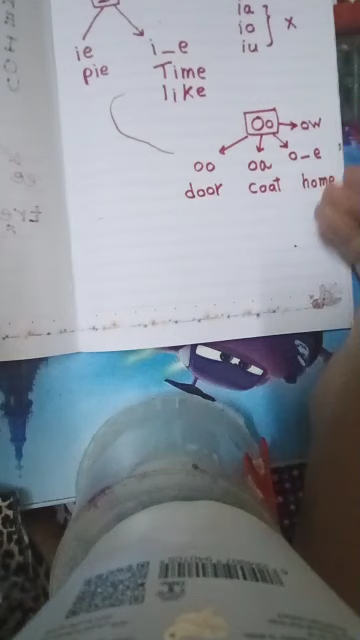 ia
io
iu
x
ie
pie
i_e
Time
like
Oo
ow
oo
oa
o_e
door
coat
home